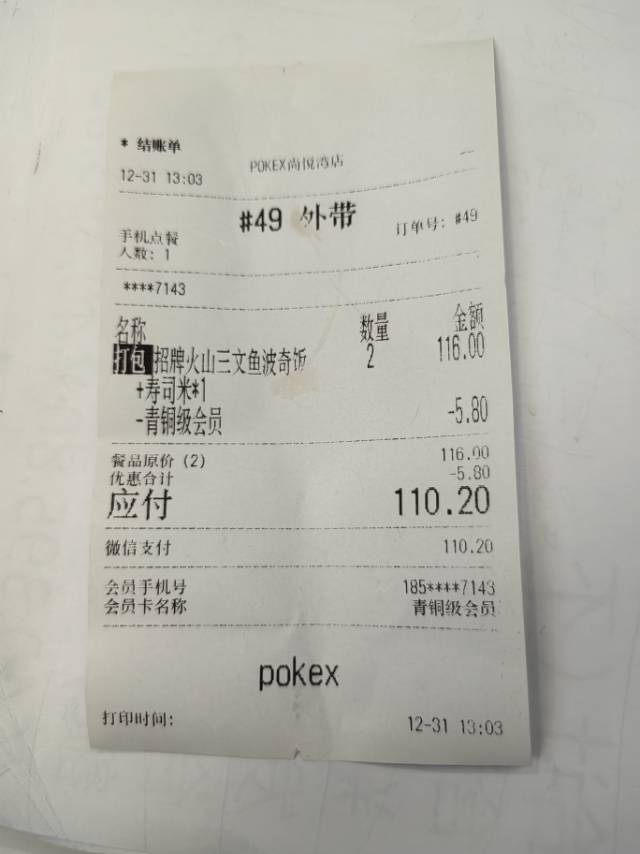 * 结账单
POKEX尚悦湾店
12-31 13:03
#49 外带
订单号: #49
手机点餐
人数: 1
****7143
名称 数量 金额
打包 招牌火山三文鱼波奇饭 2 116.00
+寿司米*1
-青铜级会员 -5.80
餐品原价 (2) 116.00
优惠合计 -5.80
应付 110.20
微信支付 110.20
会员手机号 185****7143
会员卡名称 青铜级会员
pokex
打印时间: 12-31 13:03